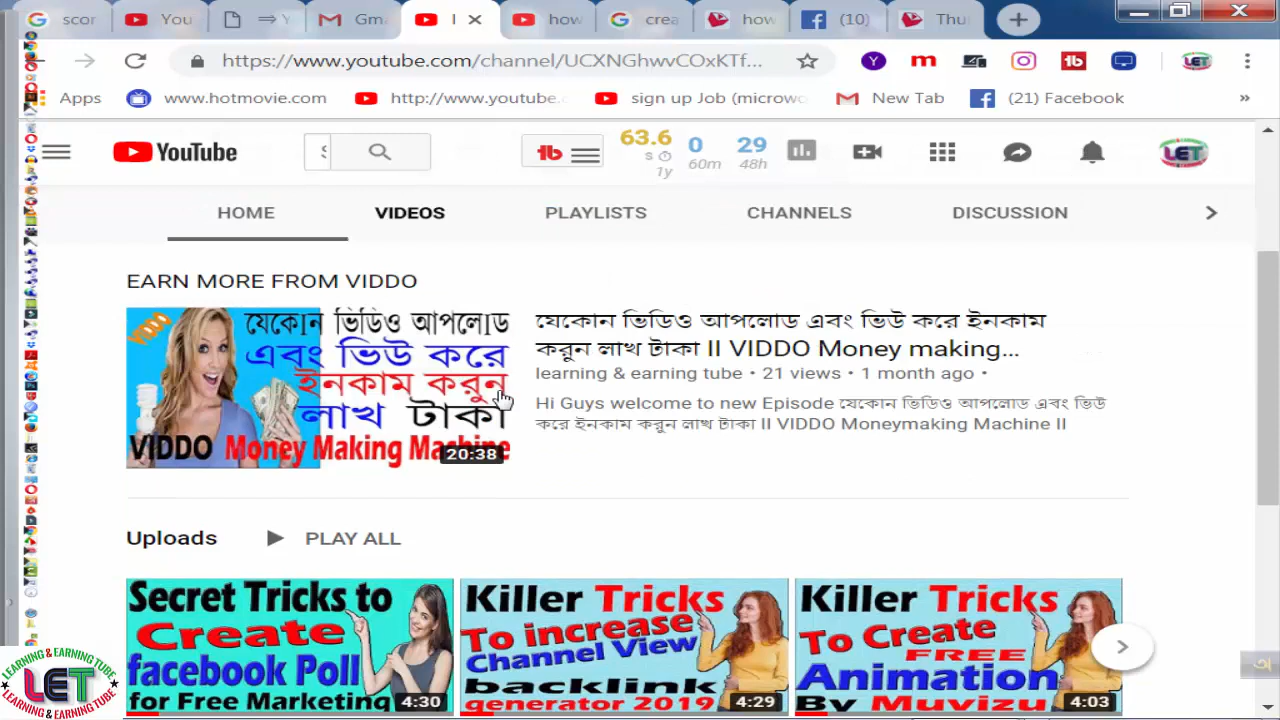 scor
You
⇒ Y
Gm
how
crea
how
(10)
Thu
https://www.youtube.com/channel/UCXNGhwvCOxKTf...
Apps
www.hotmovie.com
http://www.youtube.
sign up Job (microwo
New Tab
(21) Facebook
»
YouTube
63.6
0
29
s
1y
60m
48h
LET
HOME
VIDEOS
PLAYLISTS
CHANNELS
DISCUSSION
EARN MORE FROM VIDDO
VIDDO
যেকোন ভিডিও আপলোড
এবং ভিউ করে
ইনকাম করুন
লাখ টাকা
VIDDO Money Making Machine
20:38
যেকোন ভিডিও আপলোড এবং ভিউ করে ইনকাম
করুন লাখ টাকা II VIDDO Money making...
learning & earning tube • 21 views • 1 month ago •
Hi Guys welcome to new Episode যেকোন ভিডিও আপলোড এবং ভিউ
করে ইনকাম করুন লাখ টাকা II VIDDO Moneymaking Machine II
Uploads
PLAY ALL
Secret Tricks to
Create
facebook Poll
for Free Marketing
4:30
Killer Tricks
To increase
Channel View
backlink
generator 2019
4:29
Killer Tricks
To Create
FREE
Animation
By Muvizu
4:03
LEARNING & EARNING TUBE
LET
LEARNING & EARNING TUBE